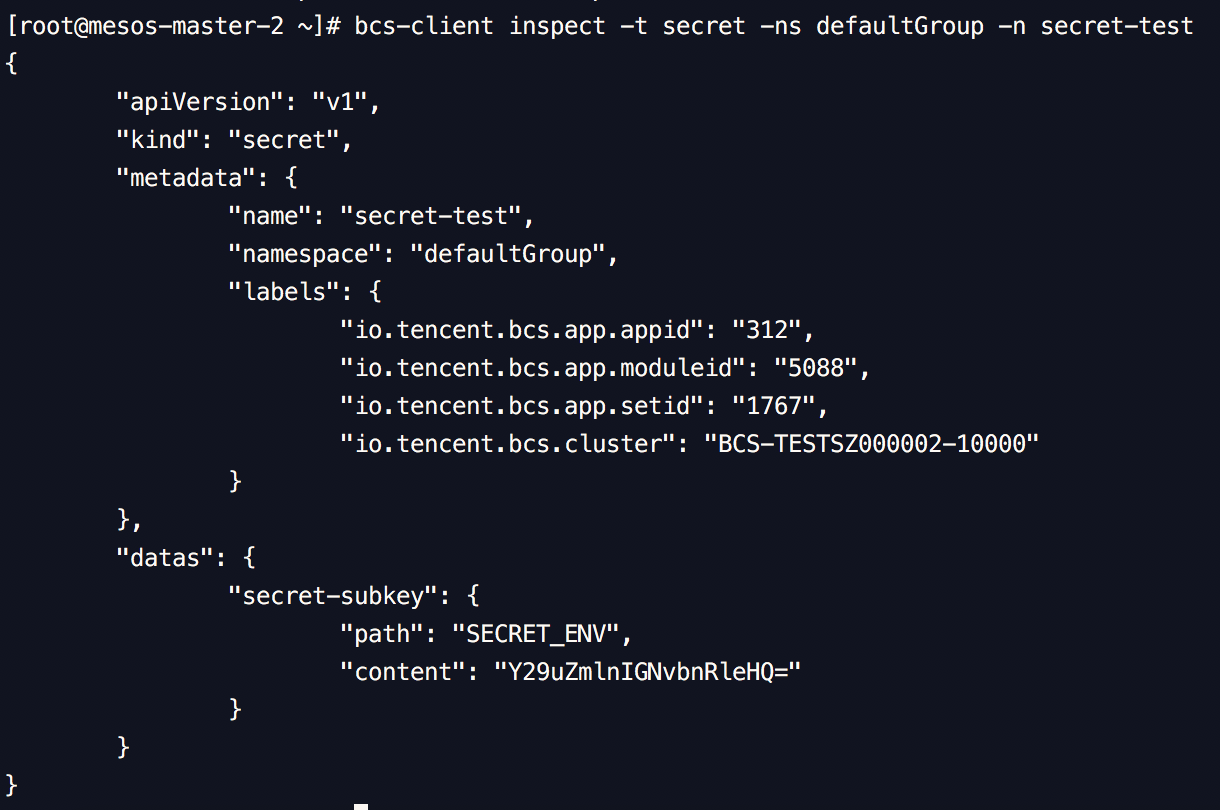 [root@mesos-master-2 ~]# bcs-client inspect -t secret -ns defaultGroup -n secret-test
{
        "apiVersion": "v1",
        "kind": "secret",
        "metadata": {
                "name": "secret-test",
                "namespace": "defaultGroup",
                "labels": {
                        "io.tencent.bcs.app.appid": "312",
                        "io.tencent.bcs.app.moduleid": "5088",
                        "io.tencent.bcs.app.setid": "1767",
                        "io.tencent.bcs.cluster": "BCS-TESTSZ000002-10000"
                }
        },
        "datas": {
                "secret-subkey": {
                        "path": "SECRET_ENV",
                        "content": "Y29uZmlnIGNvbnRleHQ="
                }
        }
}